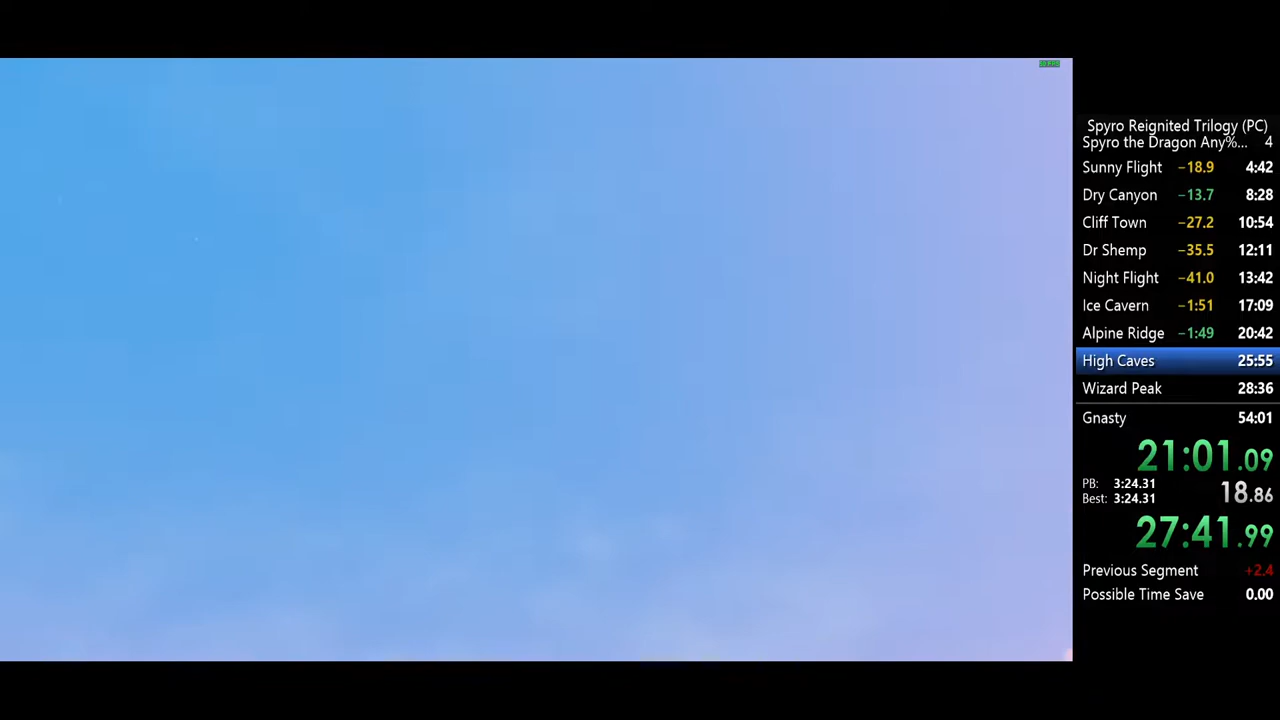 Spyro Reignited Trilogy (PC)
Spyro the Dragon Any%... 4
Sunny Flight −18.9 4:42
Dry Canyon −13.7 8:28
Cliff Town −27.2 10:54
Dr Shemp −35.5 12:11
Night Flight −41.0 13:42
Ice Cavern −1:51 17:09
Alpine Ridge −1:49 20:42
High Caves 25:55
Wizard Peak 28:36
Gnasty 54:01
21:01.09
PB: 3:24.31 18.86
Best: 3:24.31
27:41.99
Previous Segment +2.4
Possible Time Save 0.00